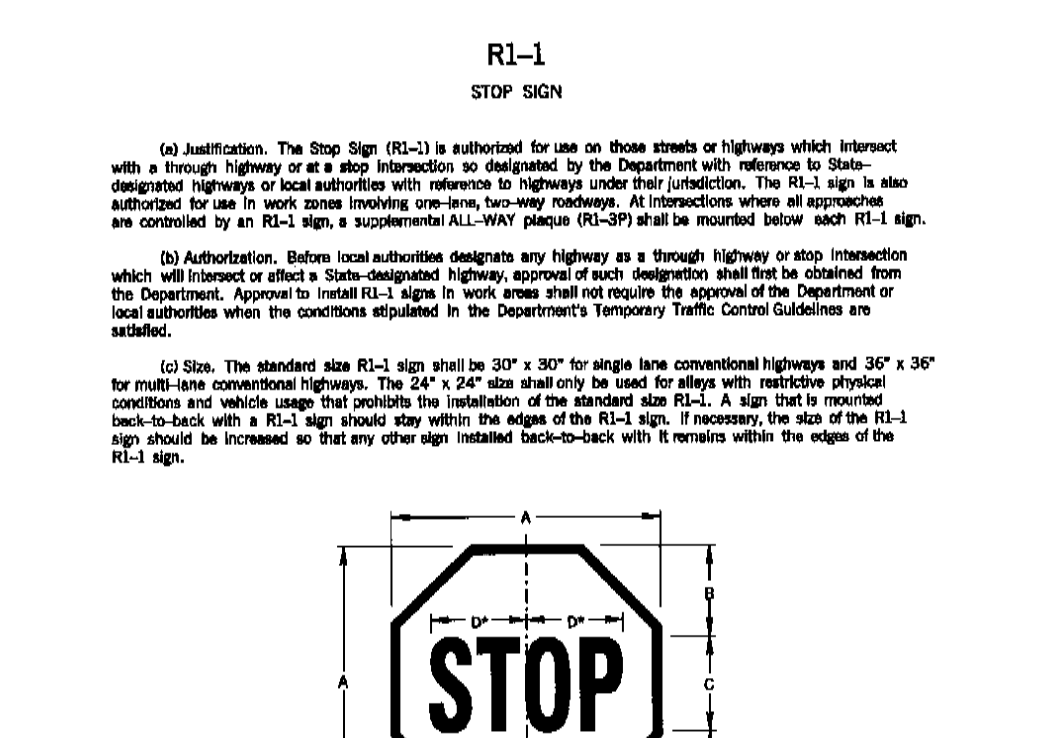 R1–1
STOP SIGN
(a) Justification. The Stop Sign (R1–1) is authorized for use on those streets or highways which intersect
with a through highway or at a stop intersection so designated by the Department with reference to State–
designated highways or local authorities with reference to highways under their jurisdiction. The R1–1 sign is also
authorized for use in work zones involving one–lane, two–way roadways. At intersections where all approaches
are controlled by an R1–1 sign, a supplemental ALL–WAY plaque (R1–3P) shall be mounted below each R1–1 sign.
(b) Authorization. Before local authorities designate any highway as a through highway or stop intersection
which will intersect or affect a State–designated highway, approval of such designation shall first be obtained from
the Department. Approval to install R1–1 signs in work areas shall not require the approval of the Department or
local authorities when the conditions stipulated in the Department's Temporary Traffic Control Guidelines are
satisfied.
(c) Size. The standard size R1–1 sign shall be 30" x 30" for single lane conventional highways and 36" x 36"
for multi–lane conventional highways. The 24" x 24" size shall only be used for alleys with restrictive physical
conditions and vehicle usage that prohibits the installation of the standard size R1–1. A sign that is mounted
back–to–back with a R1–1 sign should stay within the edges of the R1–1 sign. If necessary, the size of the R1–1
sign should be increased so that any other sign installed back–to–back with it remains within the edges of the
R1–1 sign.
A
B
D* D*
STOP
A
C